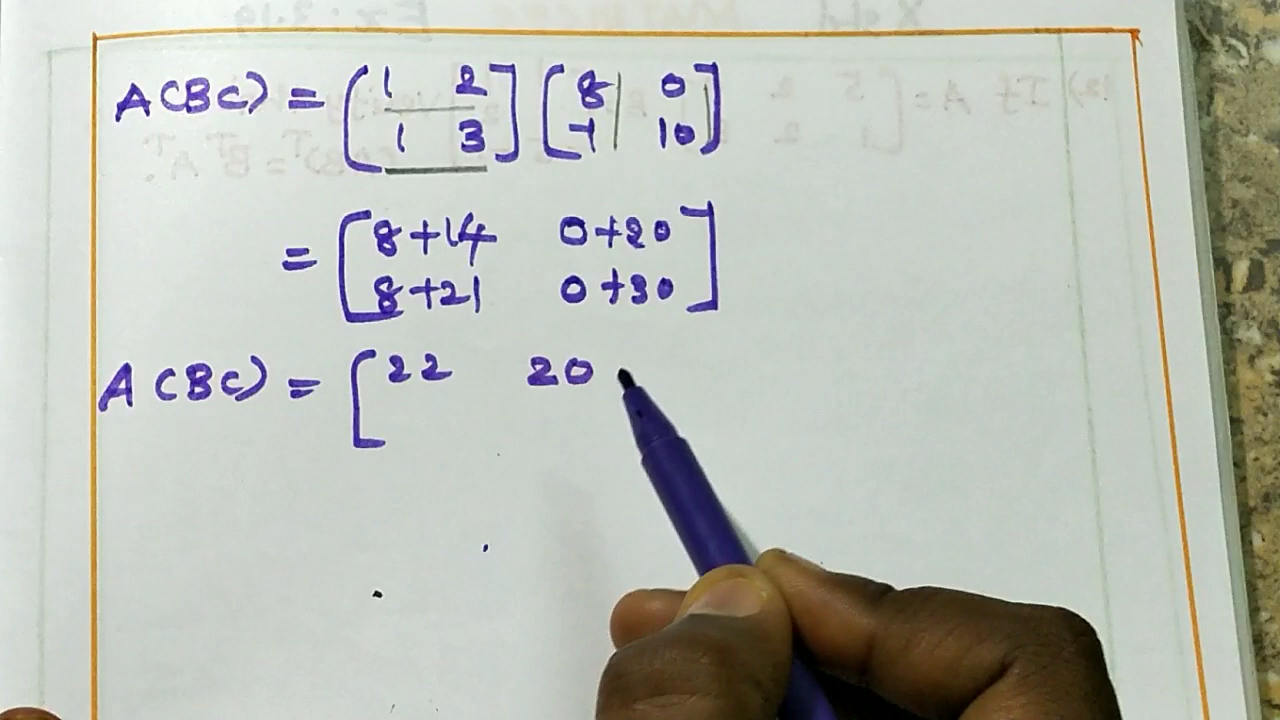 A(BC) = [1 2
1 3] [8 0
7 10]
= [8+14 0+20
8+21 0+30]
A(BC) = [22 20